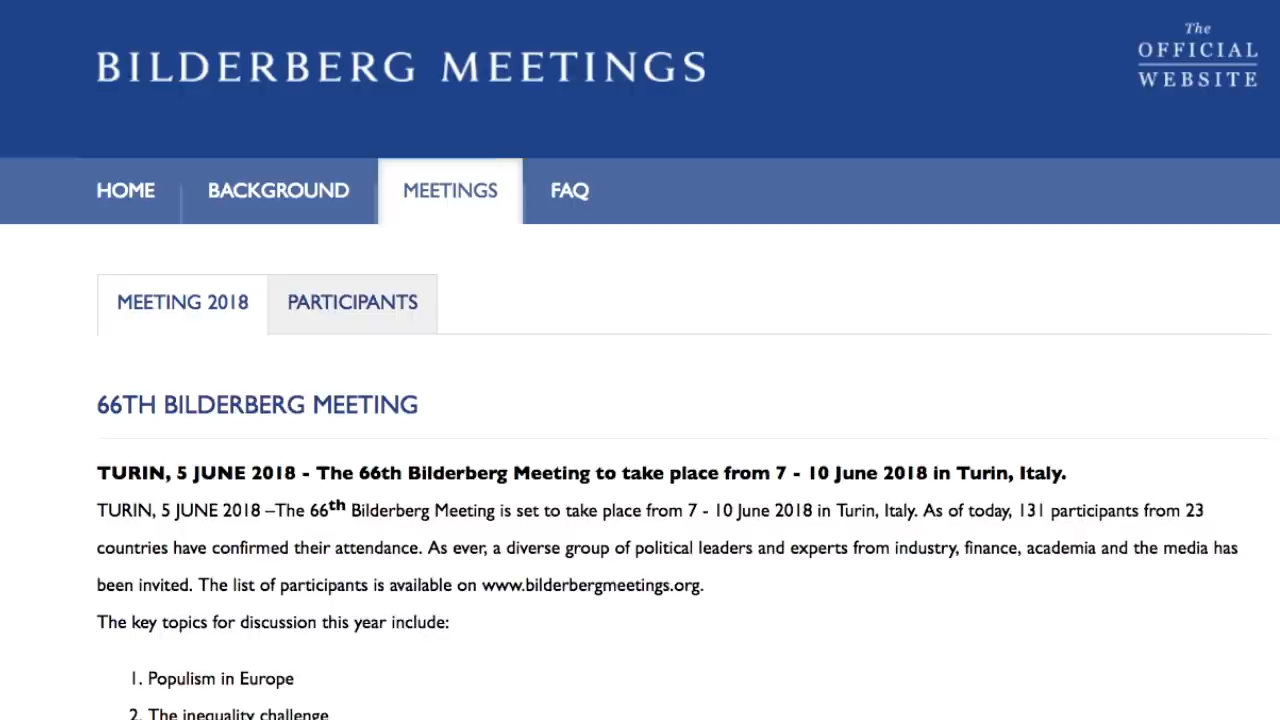 The
BILDERBERG MEETINGS
OFFICIAL
WEBSITE
HOME BACKGROUND MEETINGS FAQ
MEETING 2018 PARTICIPANTS
66TH BILDERBERG MEETING
TURIN, 5 JUNE 2018 - The 66th Bilderberg Meeting to take place from 7 - 10 June 2018 in Turin, Italy.
TURIN, 5 JUNE 2018 –The 66th Bilderberg Meeting is set to take place from 7 - 10 June 2018 in Turin, Italy. As of today, 131 participants from 23
countries have confirmed their attendance. As ever, a diverse group of political leaders and experts from industry, finance, academia and the media has
been invited. The list of participants is available on www.bilderbergmeetings.org.
The key topics for discussion this year include:
1. Populism in Europe
2. The inequality challenge